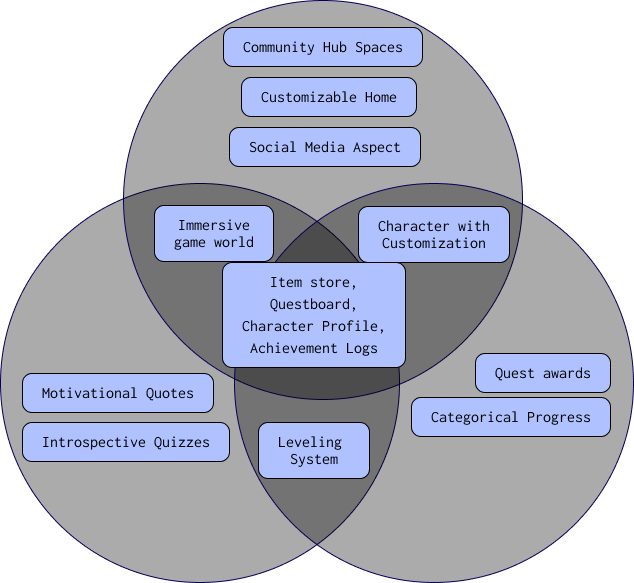 Community Hub Spaces
Customizable Home
Social Media Aspect
Immersive
game world
Character with
Customization
Item store,
Questboard,
Character Profile,
Achievement Logs
Quest awards
Motivational Quotes
Categorical Progress
Introspective Quizzes
Leveling
System